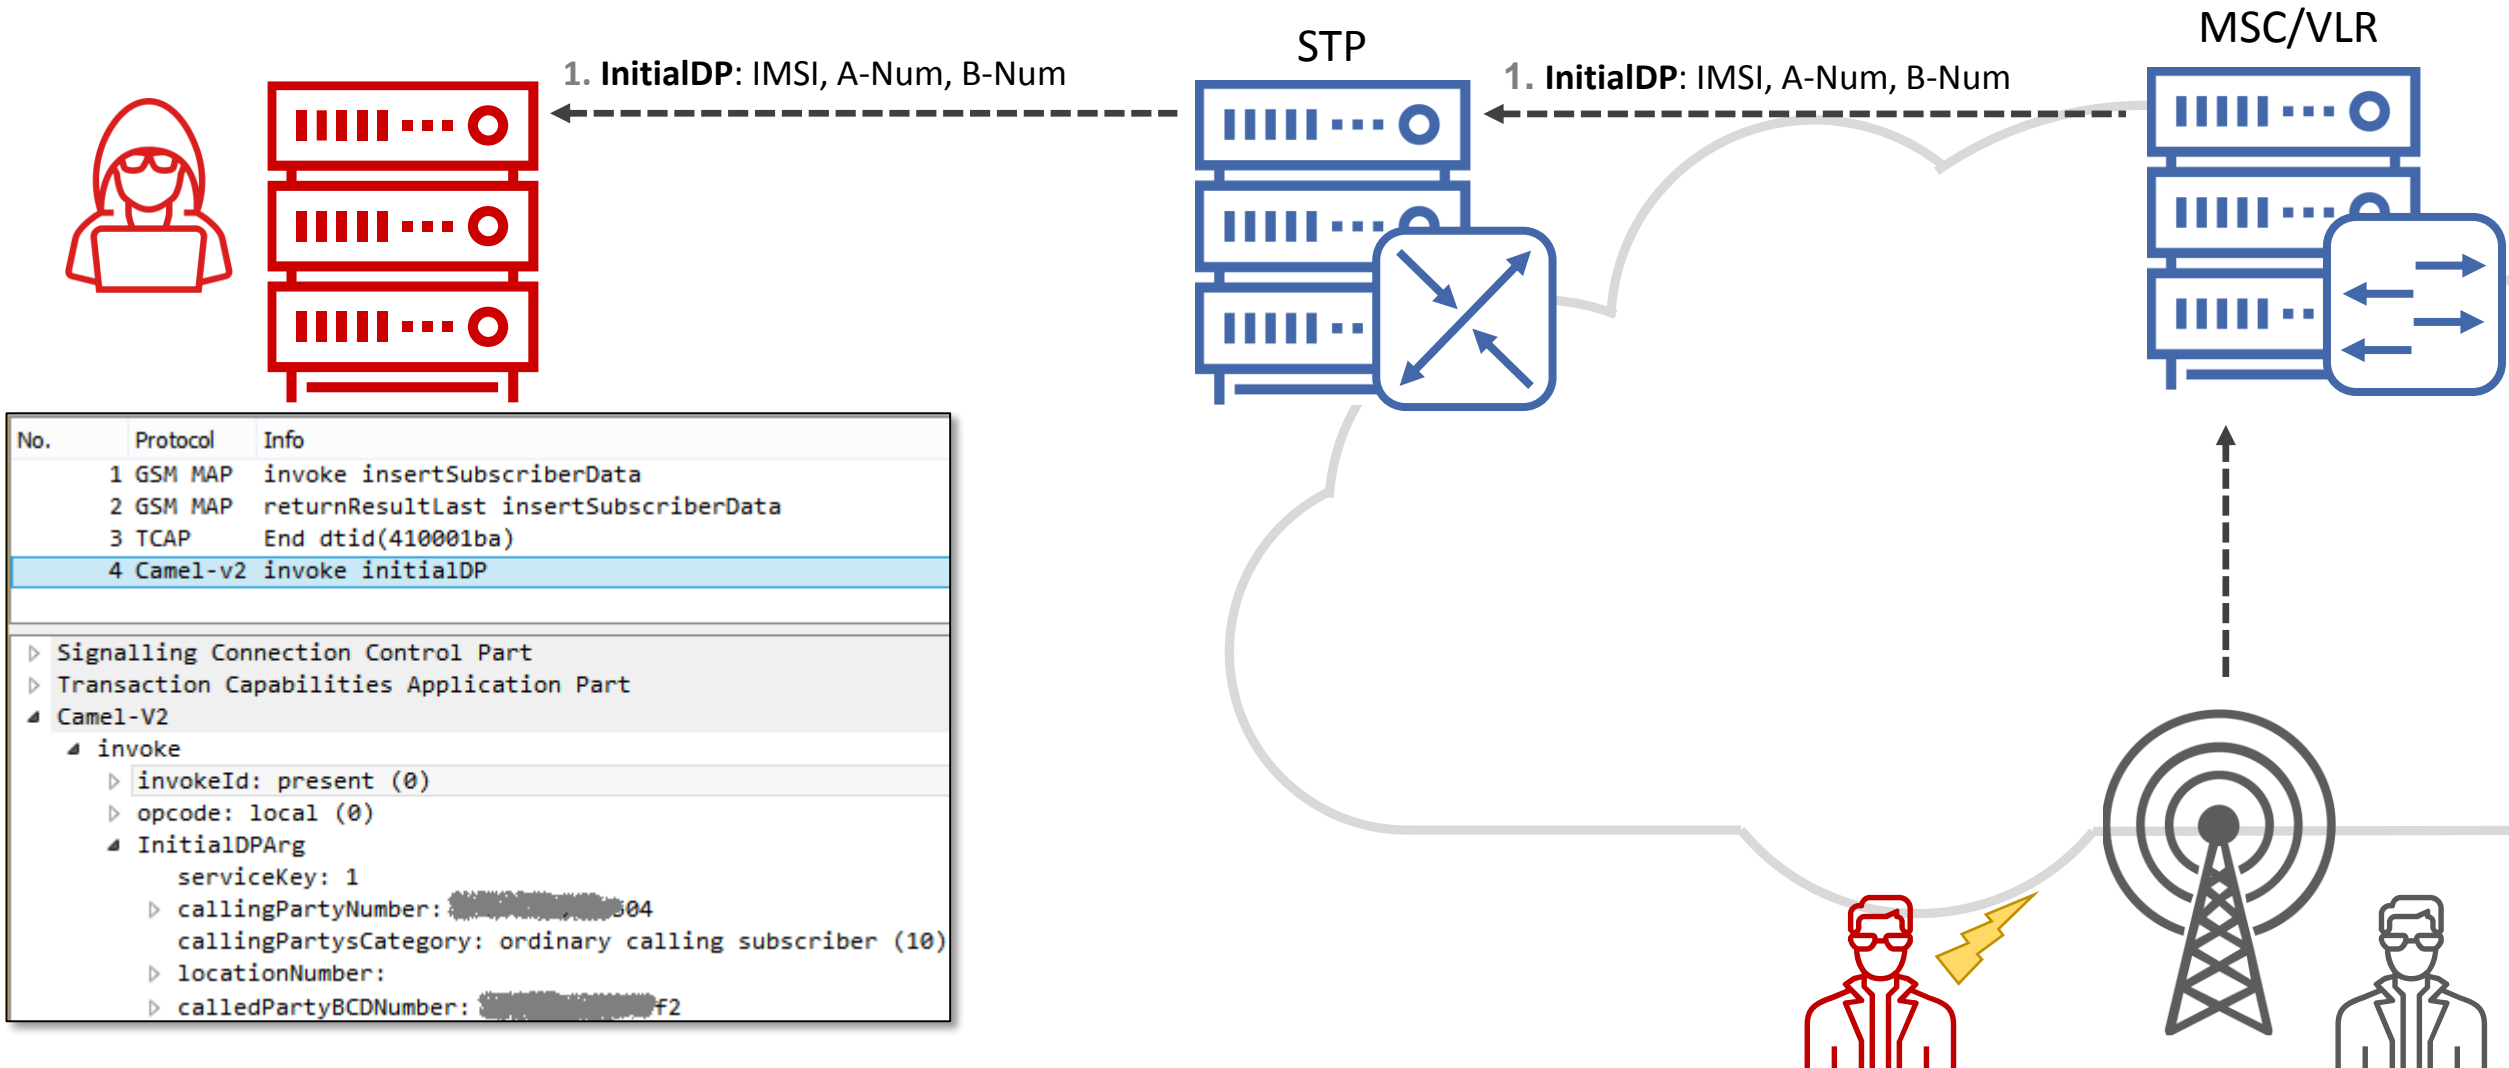 STP
MSC/VLR
1. InitialDP: IMSI, A-Num, B-Num
1. InitialDP: IMSI, A-Num, B-Num
No. Protocol Info
1 GSM MAP invoke insertSubscriberData
2 GSM MAP returnResultLast insertSubscriberData
3 TCAP End dtid(410001ba)
4 Camel-v2 invoke initialDP
Signalling Connection Control Part
Transaction Capabilities Application Part
Camel-V2
invoke
invokeId: present (0)
opcode: local (0)
InitialDPArg
serviceKey: 1
callingPartyNumber: 04
callingPartysCategory: ordinary calling subscriber (10)
locationNumber:
calledPartyBCDNumber: f2